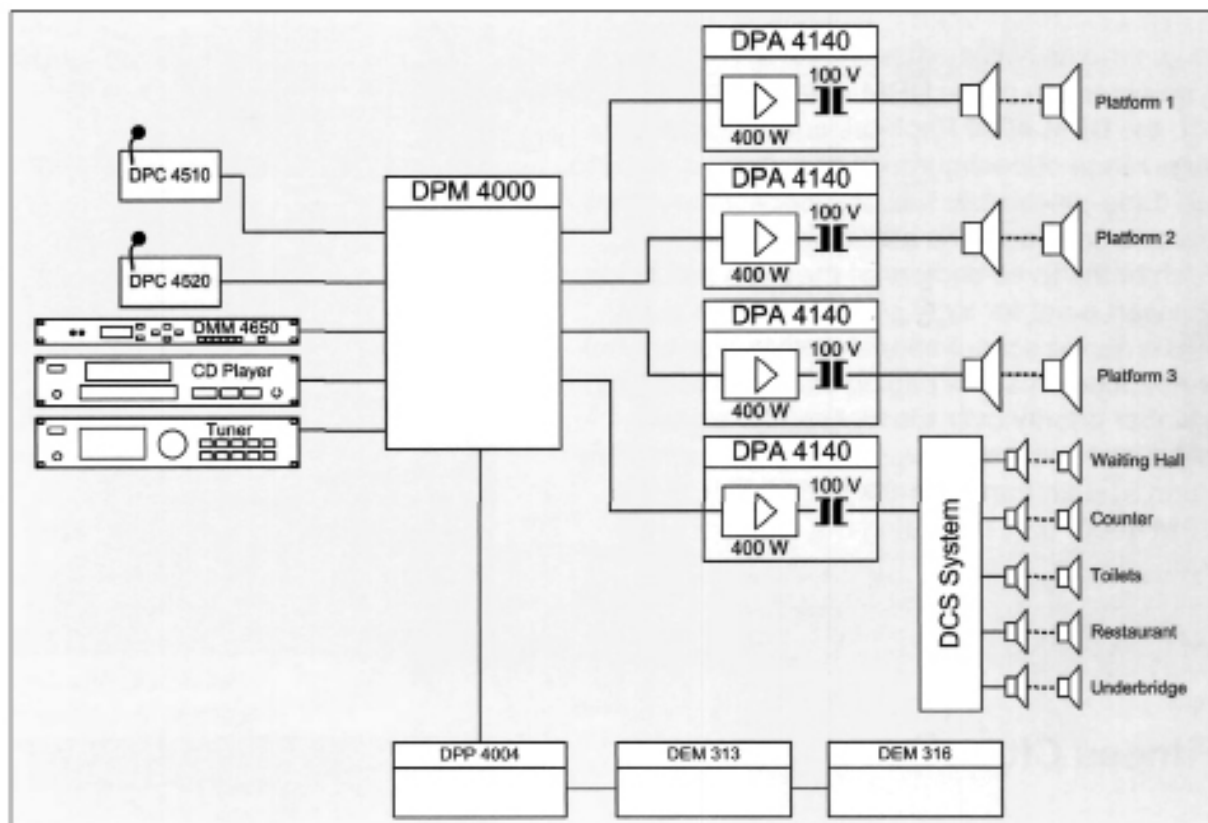 DPA 4140
100 V
400 W
Platform 1
DPC 4510
DPM 4000
DPA 4140
100 V
400 W
Platform 2
DPC 4520
DMM 4650
CD Player
Tuner
DPA 4140
100 V
400 W
Platform 3
DPA 4140
100 V
400 W
DCS System
Waiting Hall
Counter
Toilets
Restaurant
Underbridge
DPP 4004
DEM 313
DEM 316